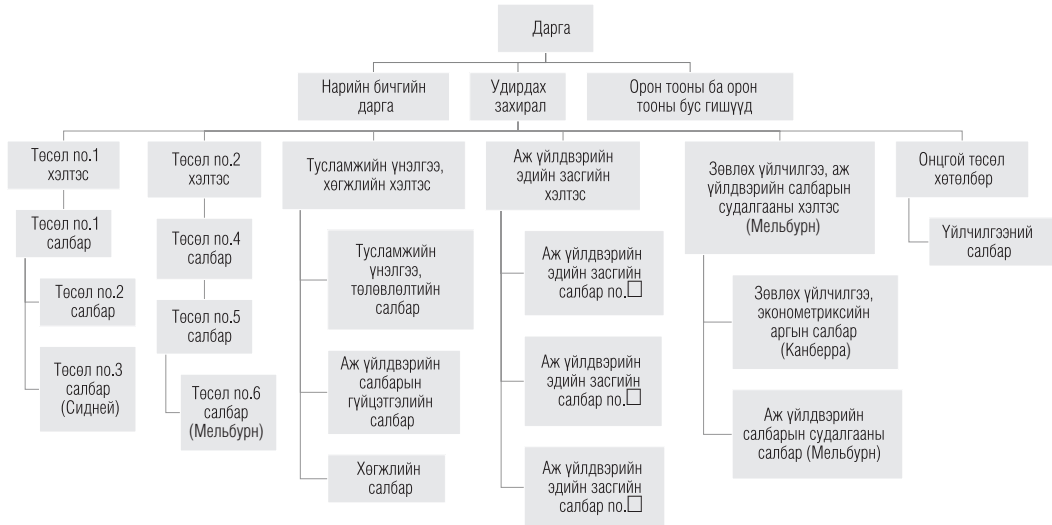 Дарга
Нарийн бичгийн
дарга
Удирдах
захирал
Орон тооны ба орон
тооны бус гишүүд
Төсөл no.1
хэлтэс
Төсөл no.1
салбар
Төсөл no.2
салбар
Төсөл no.3
салбар
(Сидней)
Төсөл no.2
хэлтэс
Төсөл no.4
салбар
Төсөл no.5
салбар
Төсөл no.6
салбар
(Мельбурн)
Тусламжийн үнэлгээ,
хөгжлийн хэлтэс
Тусламжийн
үнэлгээ,
төлөвлөлтийн
салбар
Аж үйлдвэрийн
салбарын
гүйцэтгэлийн
салбар
Хөгжлийн
салбар
Аж үйлдвэрийн
эдийн засгийн
хэлтэс
Аж үйлдвэрийн
эдийн засгийн
салбар no.□
Аж үйлдвэрийн
эдийн засгийн
салбар no.□
Аж үйлдвэрийн
эдийн засгийн
салбар no.□
Зөвлөх үйлчилгээ, аж
үйлдвэрийн салбарын
судалгааны хэлтэс
(Мельбурн)
Зөвлөх үйлчилгээ,
эконометриксийн
аргын салбар
(Канберра)
Аж үйлдвэрийн
салбарын судалгааны
салбар (Мельбурн)
Онцгой төсөл
хөтөлбөр
Үйлчилгээний
салбар